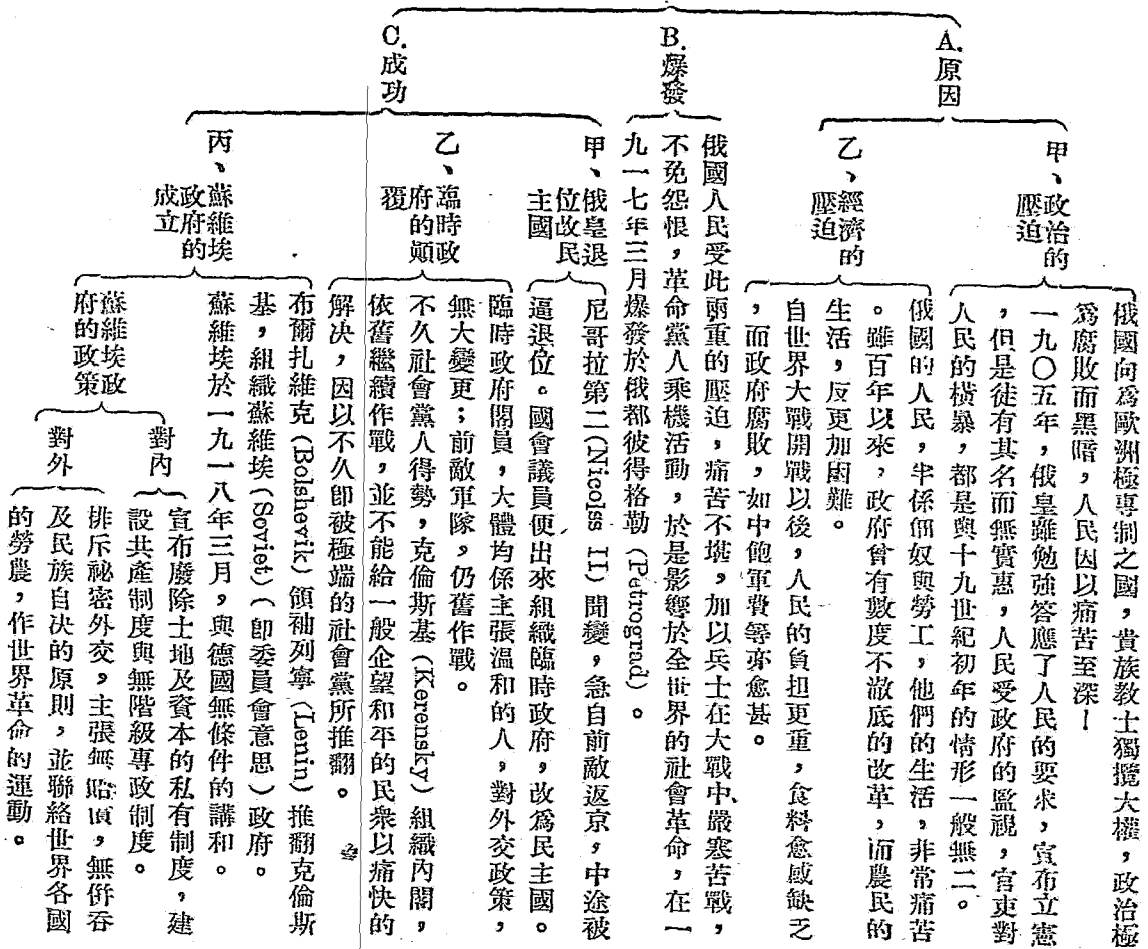 A.原因
甲、政治的
壓迫
俄國向爲歐洲極專制之國，貴族教士獨攬大權，政治極
爲腐敗而黑暗，人民因以痛苦至深！
一九〇五年，俄皇雖勉強答應了人民的要求，宣布立憲
，但是徒有其名而無實惠，人民受政府的監視，官吏對
人民的橫暴，都是與十九世紀初年的情形一般無二。
乙、經濟的
壓迫
俄國的人民，半係佃奴與勞工，他們的生活，非常痛苦
。雖百年以來，政府曾有數度不澈底的改革，而農民的
生活，反更加困難。
自世界大戰開戰以後，人民的負担更重，食料愈感缺乏
，而政府腐敗，如中飽軍費等亦愈甚。
B.爆發
俄國人民受此兩重的壓迫，痛苦不堪，加以兵士在大戰中、嚴寒苦戰，
不免怨恨，革命黨人乘機活動，於是影響於全世界的社會革命，在一
九一七年三月爆發於俄都彼得格勒（Petrograd）。
C.成功
甲、俄皇退
位改民
主國
尼哥拉第二（Nicolss II）聞變，急自前敵返京，中途被
逼退位。國會議員便出來組織臨時政府，改爲民主國。
乙、臨時政
府的顚
覆
臨時政府閣員，大體均係主張溫和的人，對外交政策，
無大變更；前敵軍隊，仍舊作戰。
不久社會黨人得勢，克倫斯基（Kerensky）組織內閣，
依舊繼續作戰，並不能給一般企望和平的民衆以痛快的
解决，因以不久卽被極端的社會黨所推翻。
丙、蘇維埃
政府的
成立
布爾扎維克（Bolshevik）領袖列寧（Lenin）推翻克倫斯
基，組織蘇維埃（Soviet）（卽委員會意思）政府。
蘇維埃於一九一八年三月，與德國無條件的講和。
蘇維埃政
府的政策
對內
宣布廢除土地及資本的私有制度，建
設共產制度與無階級專政制度。
對外
排斥祕密外交，主張無賠償，無併吞
及民族自決的原則，並聯絡世界各國
的勞農，作世界革命的運動。